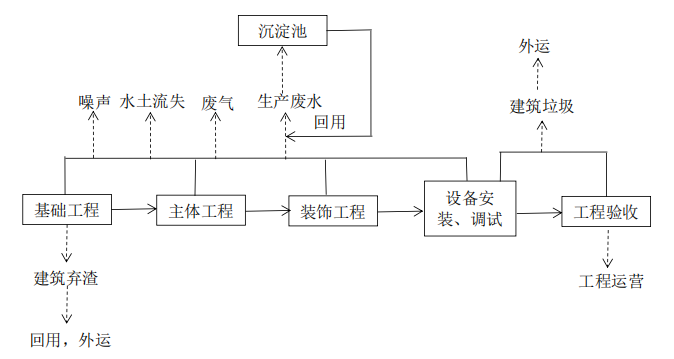 沉淀池
外运
噪声 水土流失 废气 生产废水
建筑垃圾
回用
基础工程 主体工程 装饰工程 设备安装、调试 工程验收
建筑弃渣
工程运营
回用，外运